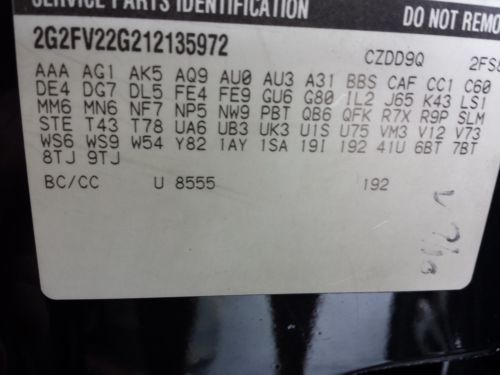 SERVICE PARTS IDENTIFICATION DO NOT REMO
2G2FV22G212135972 CZDD9Q 2FS8
AAA AG1 AK5 AQ9 AU0 AU3 A31 BBS CAF CC1 C60
DE4 DG7 DL5 FE4 FE9 GU6 G80 IL2 J65 K43 LS1
MM6 MN6 NF7 NP5 NW9 PBT QB6 QFK R7X R9P SLM
STE T43 T78 UA6 UB3 UK3 U1S U75 VM3 V12 V73
WS6 WS9 W54 Y82 1AY 1SA 19I 192 41U 6BT 7BT
8TJ 9TJ
BC/CC U 8555 192